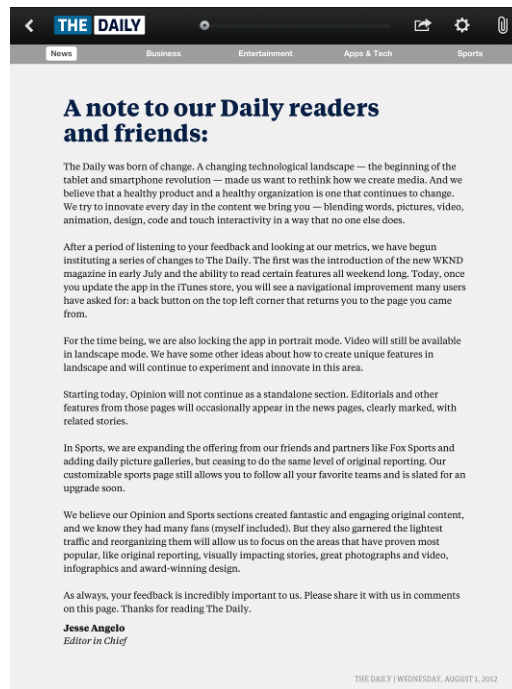 THE DAILY
News Business Entertainment Apps & Tech Sports
A note to our Daily readers
and friends:
The Daily was born of change. A changing technological landscape — the beginning of the
tablet and smartphone revolution — made us want to rethink how we create media. And we
believe that a healthy product and a healthy organization is one that continues to change.
We try to innovate every day in the content we bring you — blending words, pictures, video,
animation, design, code and touch interactivity in a way that no one else does.
After a period of listening to your feedback and looking at our metrics, we have begun
instituting a series of changes to The Daily. The first was the introduction of the new WKND
magazine in early July and the ability to read certain features all weekend long. Today, once
you update the app in the iTunes store, you will see a navigational improvement many users
have asked for: a back button on the top left corner that returns you to the page you came
from.
For the time being, we are also locking the app in portrait mode. Video will still be available
in landscape mode. We have some other ideas about how to create unique features in
landscape and will continue to experiment and innovate in this area.
Starting today, Opinion will not continue as a standalone section. Editorials and other
features from those pages will occasionally appear in the news pages, clearly marked, with
related stories.
In Sports, we are expanding the offering from our friends and partners like Fox Sports and
adding daily picture galleries, but ceasing to do the same level of original reporting. Our
customizable sports page still allows you to follow all your favorite teams and is slated for an
upgrade soon.
We believe our Opinion and Sports sections created fantastic and engaging original content,
and we know they had many fans (myself included). But they also garnered the lightest
traffic and reorganizing them will allow us to focus on the areas that have proven most
popular, like original reporting, visually impacting stories, great photographs and video,
infographics and award-winning design.
As always, your feedback is incredibly important to us. Please share it with us in comments
on this page. Thanks for reading The Daily.
Jesse Angelo
Editor in Chief
THE DAILY | WEDNESDAY, AUGUST 1, 2012